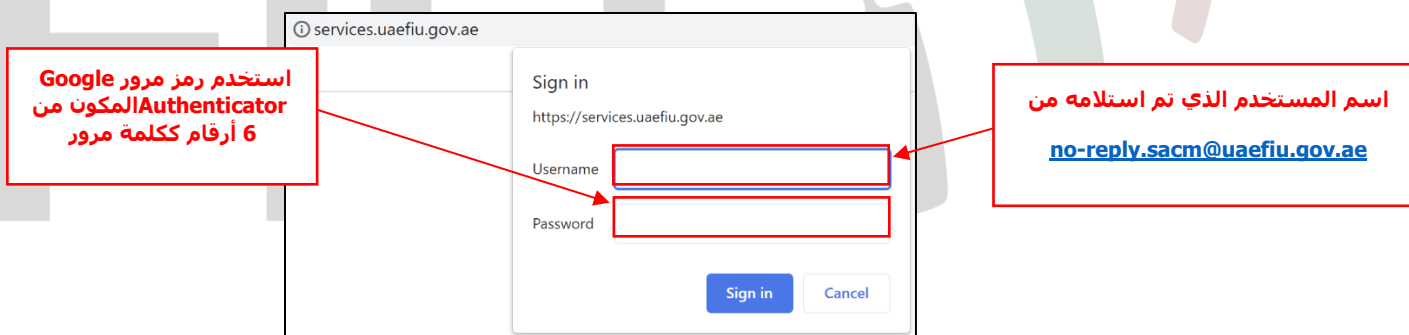 services.uaefiu.gov.ae
استخدم رمز مرور Google
Authenticatorالمكون من
6 أرقام ككلمة مرور
Sign in
https://services.uaefiu.gov.ae
Username
Password
Sign in
Cancel
اسم المستخدم الذي تم استلامه من
no-reply.sacm@uaefiu.gov.ae